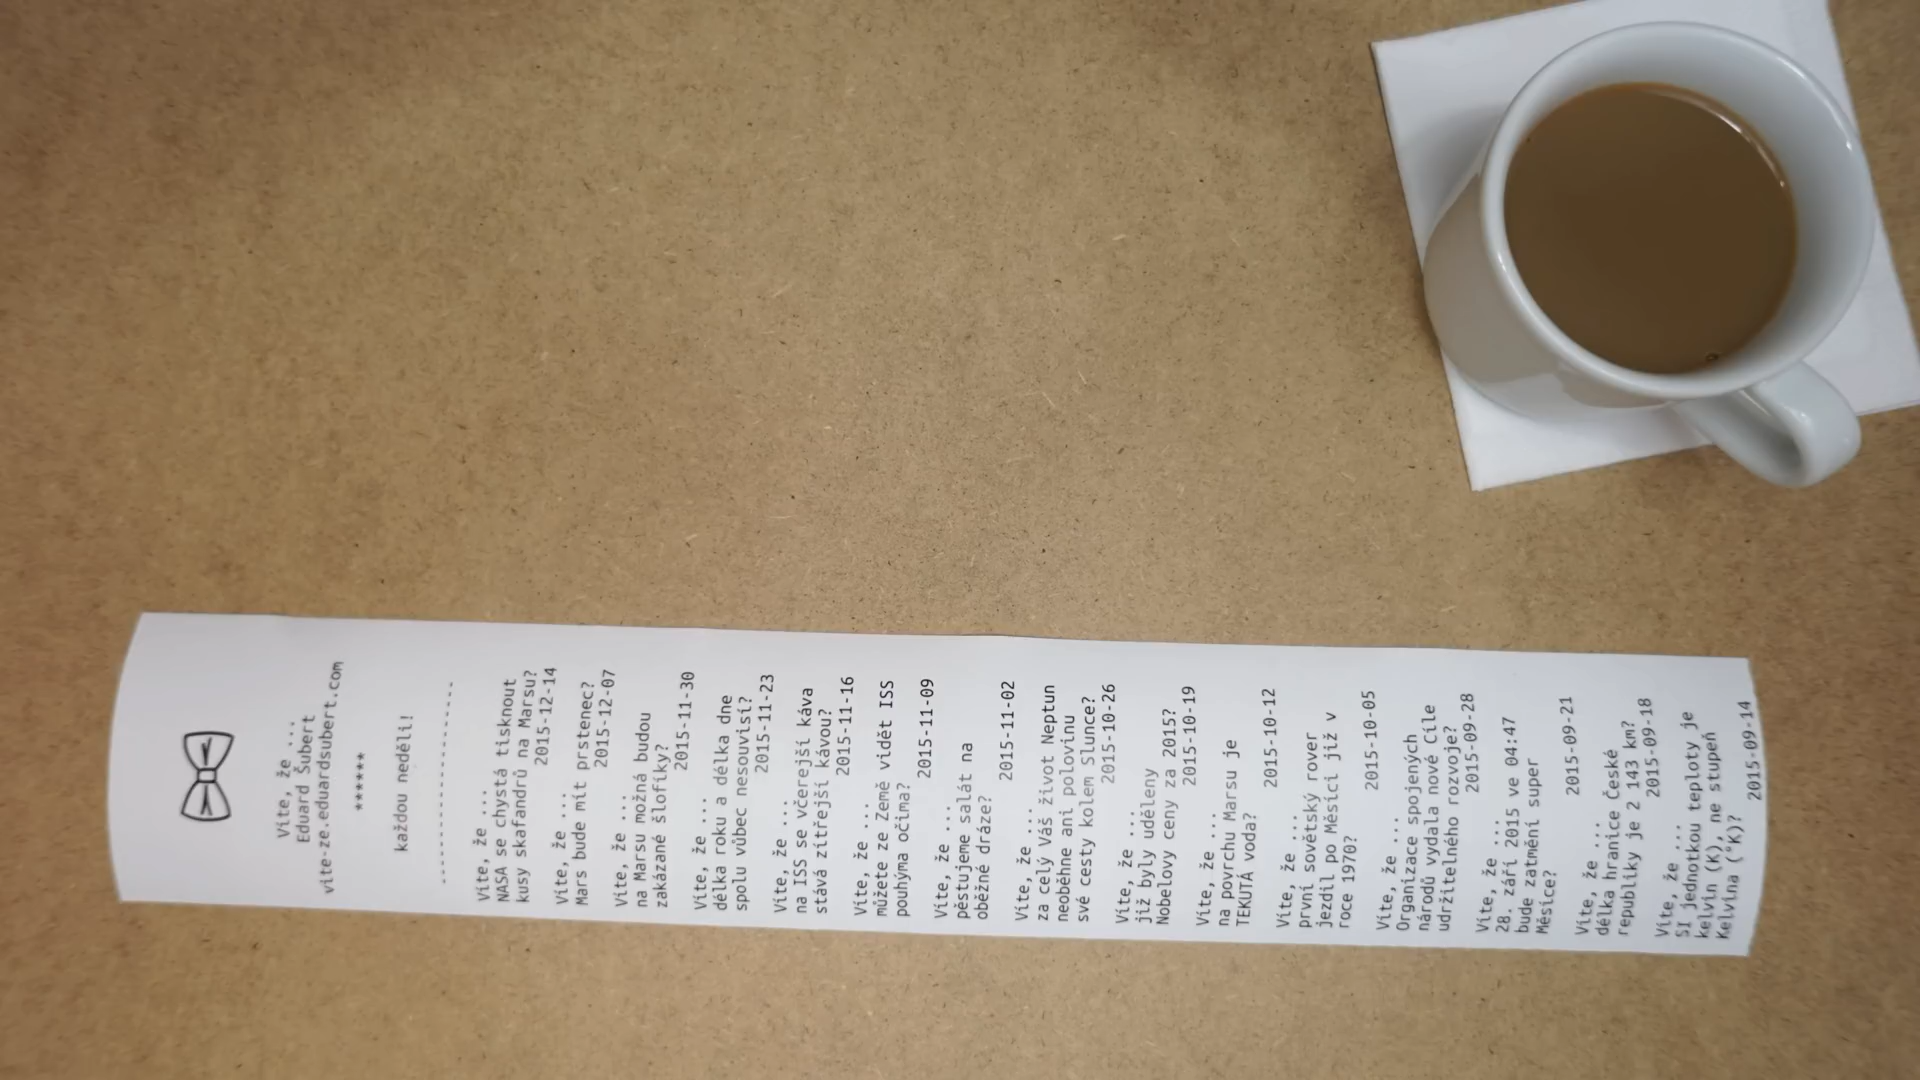 Víte, že ...
Eduard Šubert
vite-ze.eduardsubert.com
******
každou neděli!
------------------------
Víte, že ...
NASA se chystá tisknout
kusy skafandrů na Marsu?
2015-12-14
Víte, že ...
Mars bude mít prstenec?
2015-12-07
Víte, že ...
na Marsu možná budou
zakázané šlofíky?
2015-11-30
Víte, že ...
délka roku a délka dne
spolu vůbec nesouvisí?
2015-11-23
Víte, že ...
na ISS se včerejší káva
stává zítřejší kávou?
2015-11-16
Víte, že ...
můžete ze Země vidět ISS
pouhýma očima?
2015-11-09
Víte, že ...
pěstujeme salát na
oběžné dráze?
2015-11-02
Víte, že ...
za celý Váš život Neptun
neoběhne ani polovinu
své cesty kolem Slunce?
2015-10-26
Víte, že ...
již byly uděleny
Nobelovy ceny za 2015?
2015-10-19
Víte, že ...
na povrchu Marsu je
TEKUTÁ voda?
2015-10-12
Víte, že ...
první sovětský rover
jezdil po Měsíci již v
roce 1970?
2015-10-05
Víte, že ...
Organizace spojených
národů vydala nové Cíle
udržitelného rozvoje?
2015-09-28
Víte, že ...
28. září 2015 ve 04:47
bude zatmění super
Měsíce?
2015-09-21
Víte, že ...
délka hranice České
republiky je 2 143 km?
2015-09-18
Víte, že ...
SI jednotkou teploty je
kelvin (K), ne stupeň
Kelvina (°K)?
2015-09-14